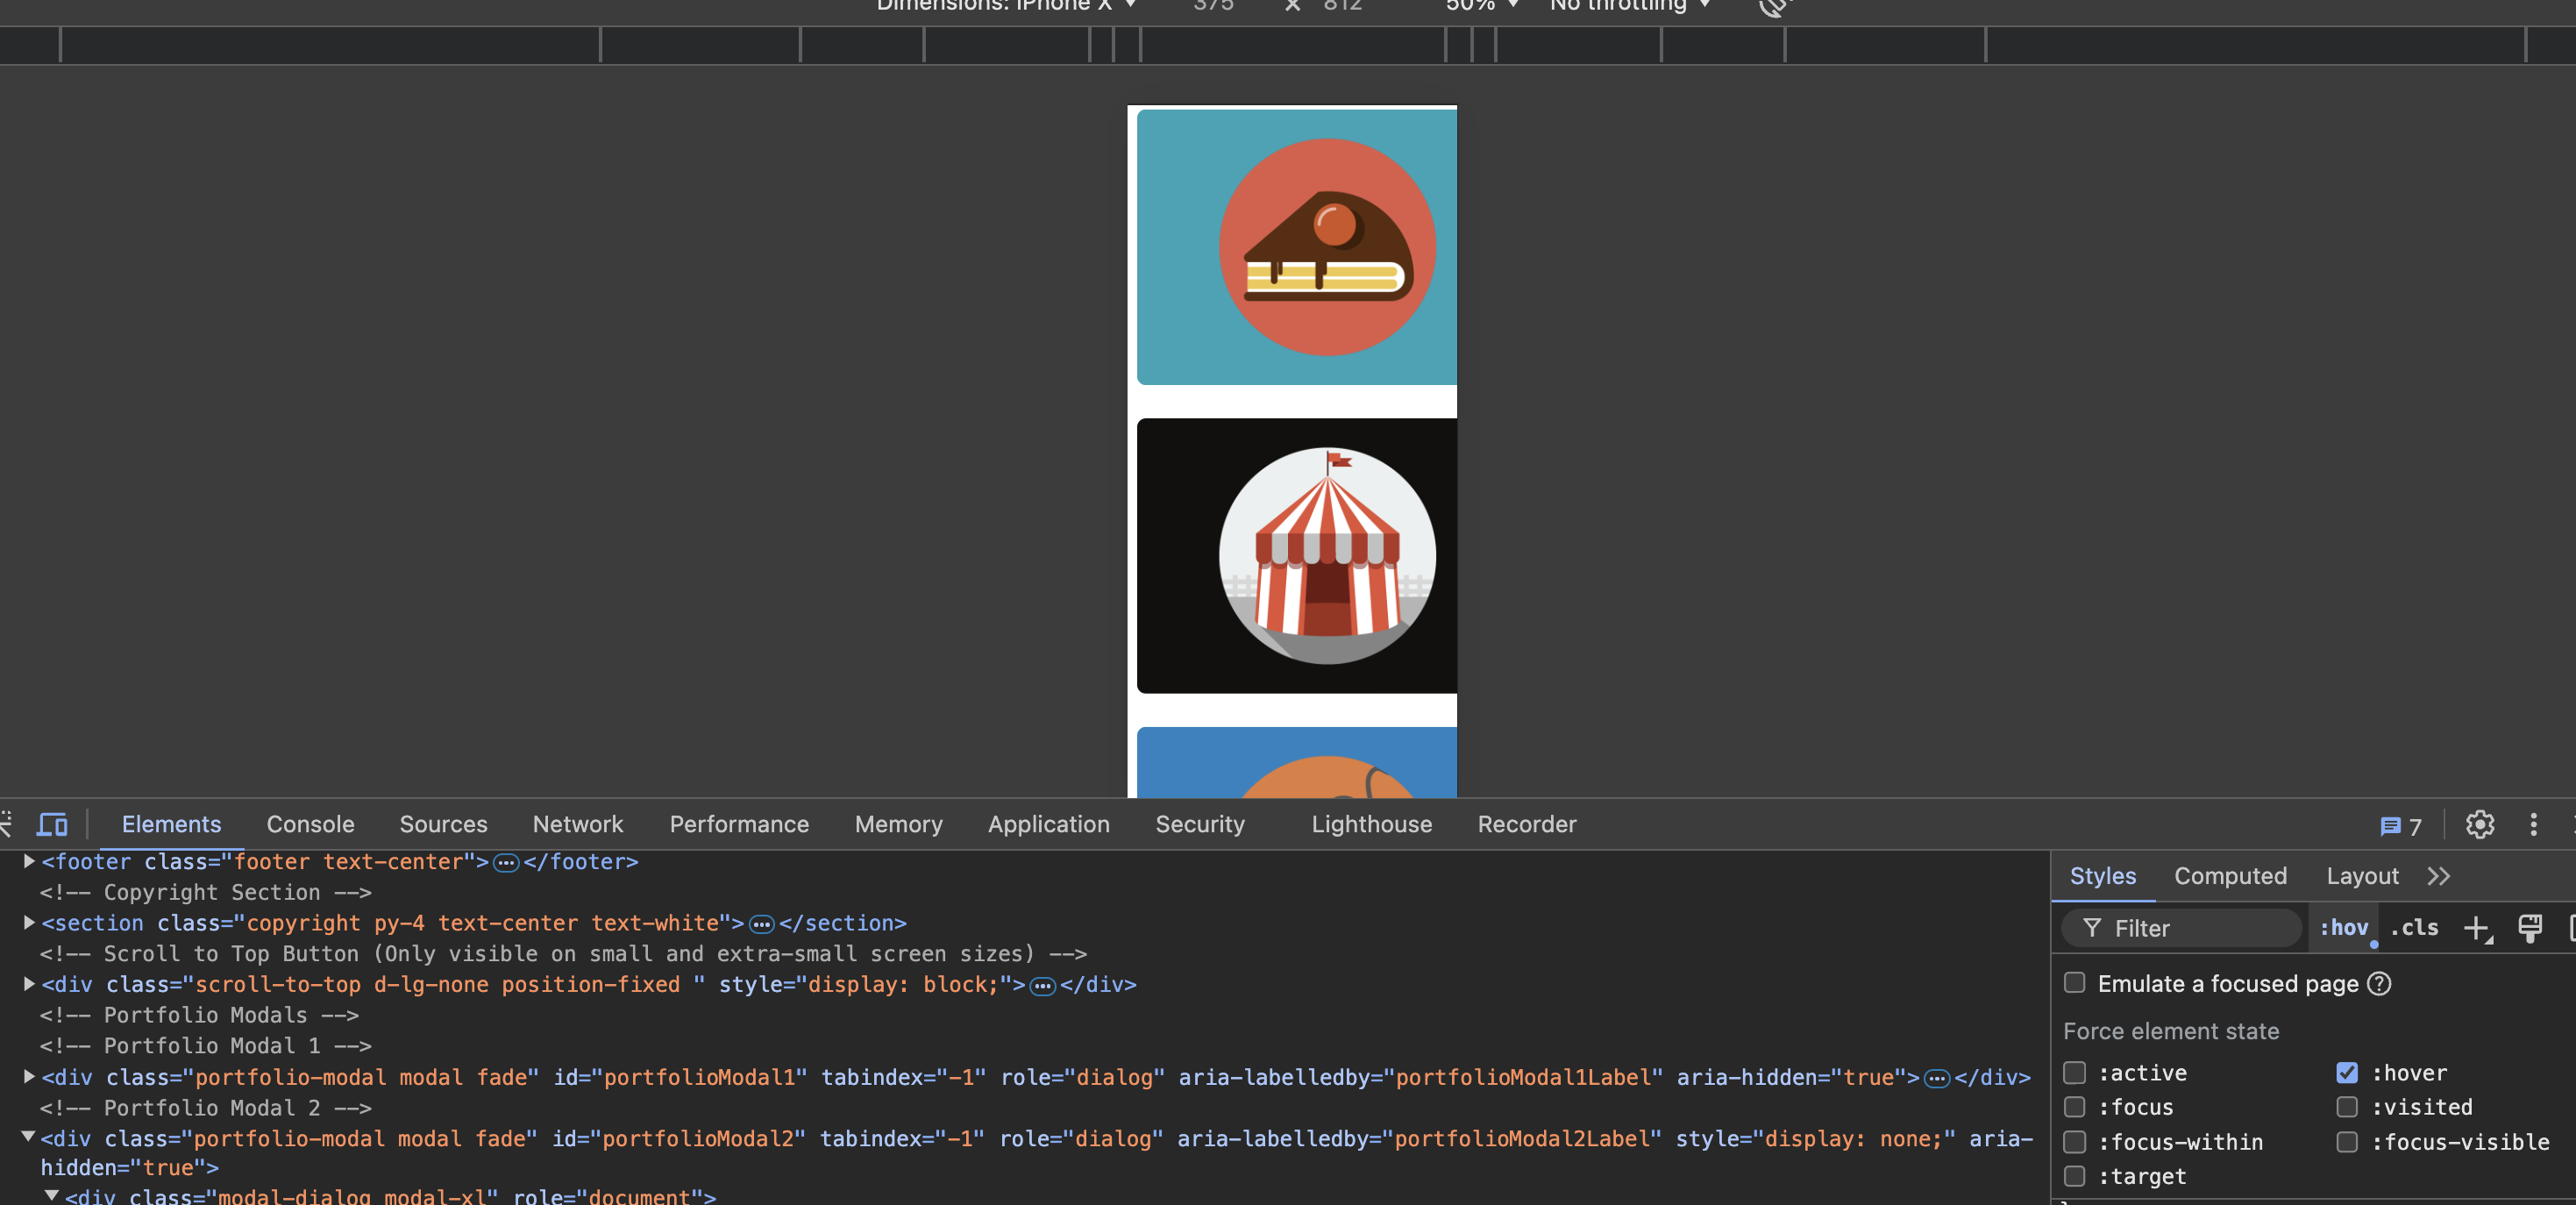 Dimensions: iPhone X 375 × 812 50% No throttling
Elements Console Sources Network Performance Memory Application Security Lighthouse Recorder 7
<footer class="footer text-center">…</footer>
<!-- Copyright Section -->
<section class="copyright py-4 text-center text-white">…</section>
<!-- Scroll to Top Button (Only visible on small and extra-small screen sizes) -->
<div class="scroll-to-top d-lg-none position-fixed " style="display: block;">…</div>
<!-- Portfolio Modals -->
<!-- Portfolio Modal 1 -->
<div class="portfolio-modal modal fade" id="portfolioModal1" tabindex="-1" role="dialog" aria-labelledby="portfolioModal1Label" aria-hidden="true">…</div>
<!-- Portfolio Modal 2 -->
<div class="portfolio-modal modal fade" id="portfolioModal2" tabindex="-1" role="dialog" aria-labelledby="portfolioModal2Label" style="display: none;" aria-
hidden="true">
<div class="modal-dialog modal-xl" role="document">
Styles Computed Layout
Filter :hov .cls
Emulate a focused page
Force element state
:active :hover
:focus :visited
:focus-within :focus-visible
:target